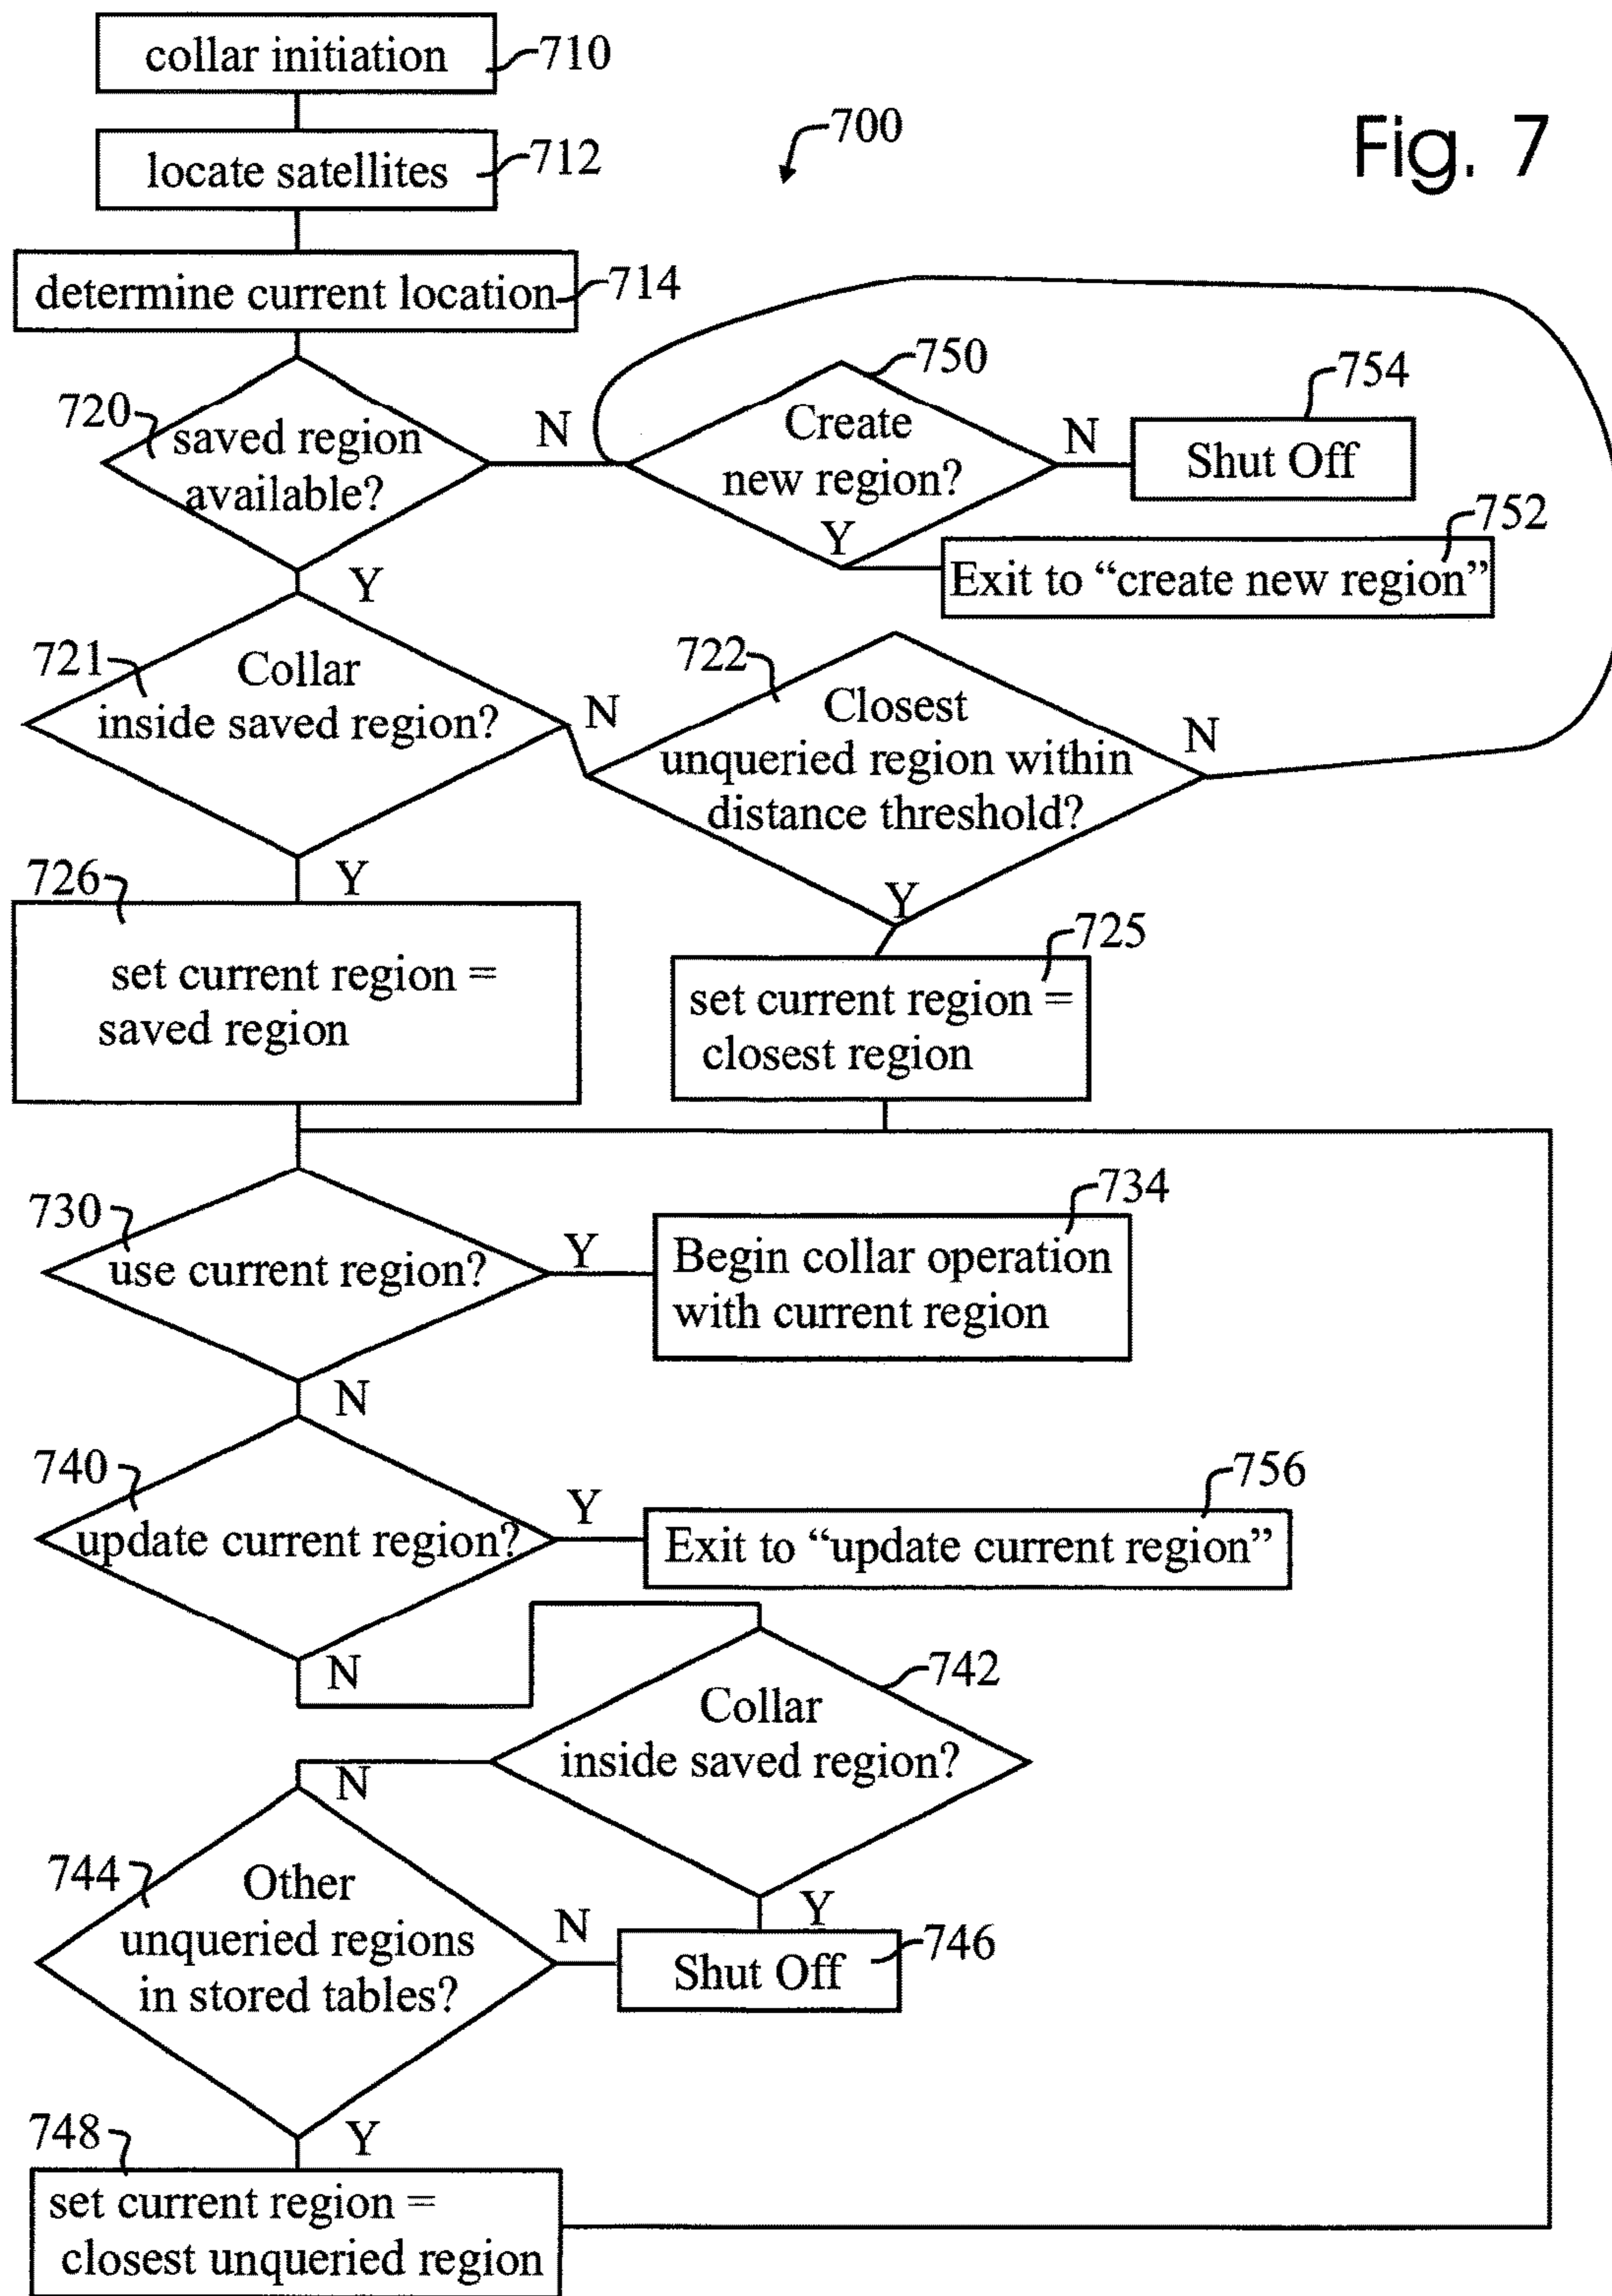 collar initiation
710
locate satellites
712
700
Fig. 7
determine current location
714
720
saved region
available?
N
750
Create
new region?
N
754
Shut Off
Y
752
Exit to “create new region”
Y
721
Collar
inside saved region?
N
722
Closest
unqueried region within
distance threshold?
N
Y
726
set current region =
saved region
Y
725
set current region =
closest region
730
use current region?
Y
734
Begin collar operation
with current region
N
740
update current region?
Y
756
Exit to “update current region”
N
742
Collar
inside saved region?
N
Y
744
Other
unqueried regions
in stored tables?
N
746
Shut Off
Y
748
set current region =
closest unqueried region